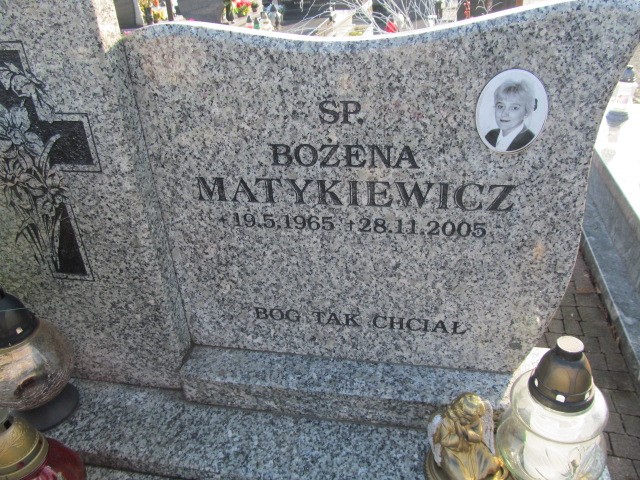 ŚP.
BOŻENA
MATYKIEWICZ
*19.5.1965 †28.11.2005
BÓG TAK CHCIAŁ